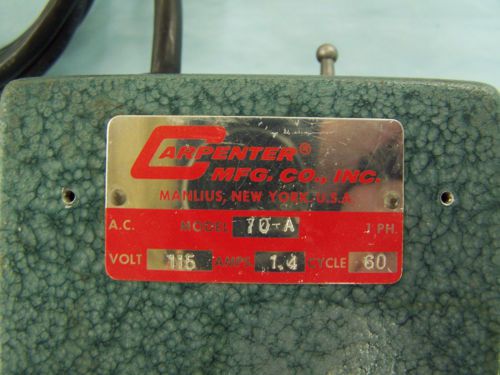 CARPENTER®
MFG. CO., INC.
MANLIUS, NEW YORK, U.S.A.
A.C. MODEL 70-A 1 PH.
VOLT 115 AMPS 1.4 CYCLE 60